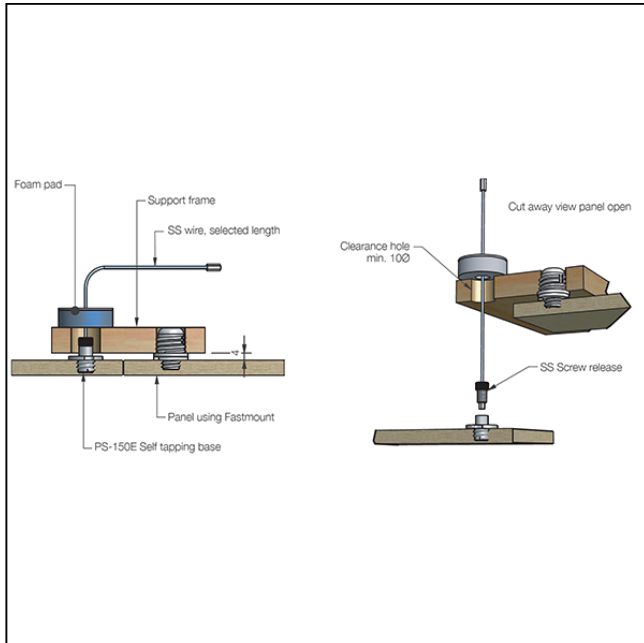 Foam pad
Support frame
SS wire, selected length
4
Panel using Fastmount
PS-150E Self tapping base
Cut away view panel open
Clearance hole
min. 10Ø
SS Screw release